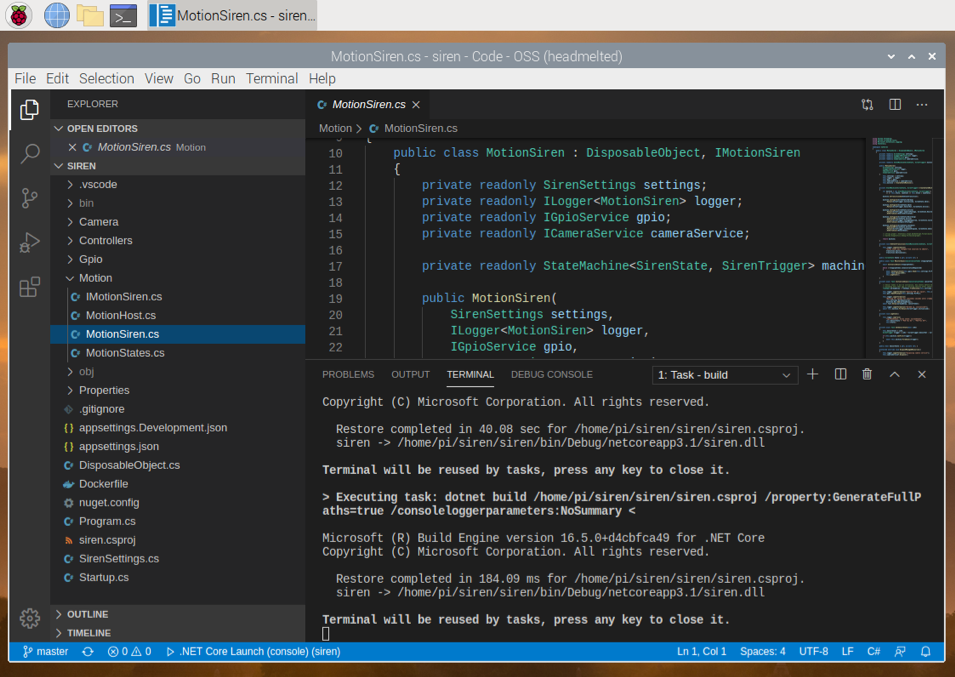 MotionSiren.cs - siren...
MotionSiren.cs - siren - Code - OSS (headmelted)
File Edit Selection View Go Run Terminal Help
EXPLORER
OPEN EDITORS
MotionSiren.cs Motion
SIREN
.vscode
bin
Camera
Controllers
Gpio
Motion
IMotionSiren.cs
MotionHost.cs
MotionSiren.cs
MotionStates.cs
obj
Properties
.gitignore
appsettings.Development.json
appsettings.json
DisposableObject.cs
Dockerfile
nuget.config
Program.cs
siren.csproj
SirenSettings.cs
Startup.cs
OUTLINE
TIMELINE
MotionSiren.cs
Motion > MotionSiren.cs
10 public class MotionSiren : DisposableObject, IMotionSiren
11 {
12 private readonly SirenSettings settings;
13 private readonly ILogger<MotionSiren> logger;
14 private readonly IGpioService gpio;
15 private readonly ICameraService cameraService;
16
17 private readonly StateMachine<SirenState, SirenTrigger> machin
18
19 public MotionSiren(
20 SirenSettings settings,
21 ILogger<MotionSiren> logger,
22 IGpioService gpio,
PROBLEMS OUTPUT TERMINAL DEBUG CONSOLE 1: Task - build
Copyright (C) Microsoft Corporation. All rights reserved.
Restore completed in 40.08 sec for /home/pi/siren/siren/siren.csproj.
siren -> /home/pi/siren/siren/bin/Debug/netcoreapp3.1/siren.dll
Terminal will be reused by tasks, press any key to close it.
> Executing task: dotnet build /home/pi/siren/siren/siren.csproj /property:GenerateFullP
aths=true /consoleloggerparameters:NoSummary <
Microsoft (R) Build Engine version 16.5.0+d4cbfca49 for .NET Core
Copyright (C) Microsoft Corporation. All rights reserved.
Restore completed in 184.09 ms for /home/pi/siren/siren/siren.csproj.
siren -> /home/pi/siren/siren/bin/Debug/netcoreapp3.1/siren.dll
Terminal will be reused by tasks, press any key to close it.
master 0 0 .NET Core Launch (console) (siren) Ln 1, Col 1 Spaces: 4 UTF-8 LF C#